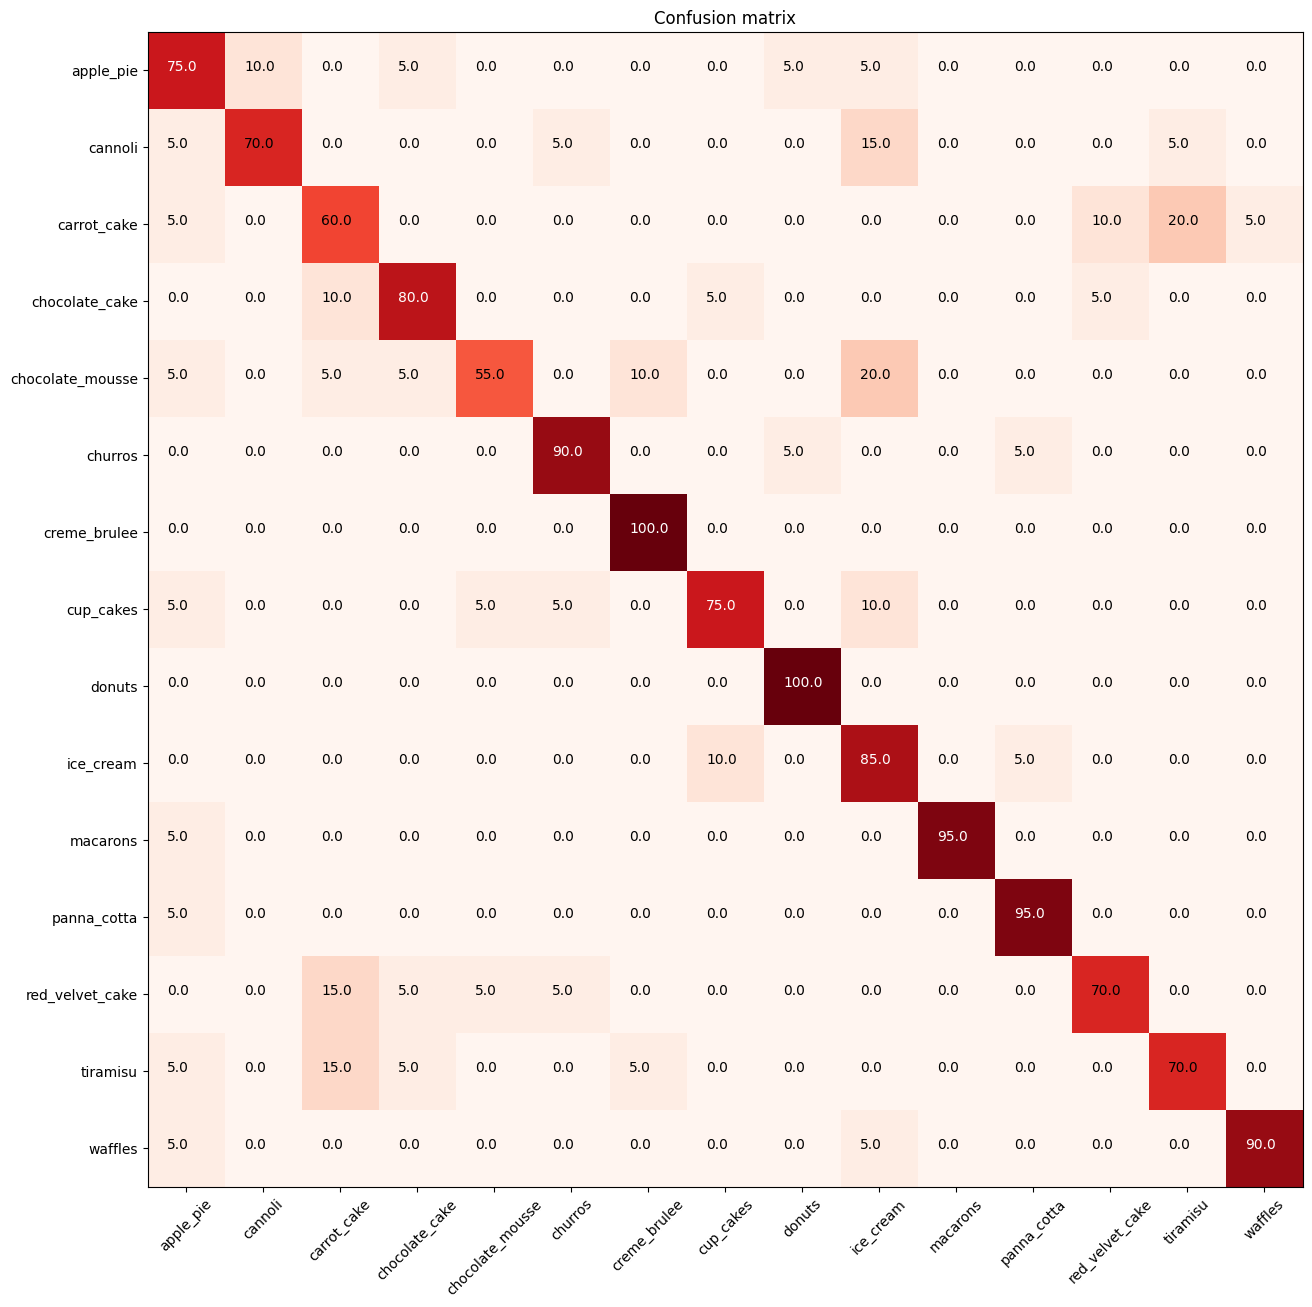 Confusion matrix
apple_pie 75.0 10.0 0.0 5.0 0.0 0.0 0.0 0.0 5.0 5.0 0.0 0.0 0.0 0.0 0.0
cannoli 5.0 70.0 0.0 0.0 0.0 5.0 0.0 0.0 0.0 15.0 0.0 0.0 0.0 5.0 0.0
carrot_cake 5.0 0.0 60.0 0.0 0.0 0.0 0.0 0.0 0.0 0.0 0.0 0.0 10.0 20.0 5.0
chocolate_cake 0.0 0.0 10.0 80.0 0.0 0.0 0.0 5.0 0.0 0.0 0.0 0.0 5.0 0.0 0.0
chocolate_mousse 5.0 0.0 5.0 5.0 55.0 0.0 10.0 0.0 0.0 20.0 0.0 0.0 0.0 0.0 0.0
churros 0.0 0.0 0.0 0.0 0.0 90.0 0.0 0.0 5.0 0.0 0.0 5.0 0.0 0.0 0.0
creme_brulee 0.0 0.0 0.0 0.0 0.0 0.0 100.0 0.0 0.0 0.0 0.0 0.0 0.0 0.0 0.0
cup_cakes 5.0 0.0 0.0 0.0 5.0 5.0 0.0 75.0 0.0 10.0 0.0 0.0 0.0 0.0 0.0
donuts 0.0 0.0 0.0 0.0 0.0 0.0 0.0 0.0 100.0 0.0 0.0 0.0 0.0 0.0 0.0
ice_cream 0.0 0.0 0.0 0.0 0.0 0.0 0.0 10.0 0.0 85.0 0.0 5.0 0.0 0.0 0.0
macarons 5.0 0.0 0.0 0.0 0.0 0.0 0.0 0.0 0.0 0.0 95.0 0.0 0.0 0.0 0.0
panna_cotta 5.0 0.0 0.0 0.0 0.0 0.0 0.0 0.0 0.0 0.0 0.0 95.0 0.0 0.0 0.0
red_velvet_cake 0.0 0.0 15.0 5.0 5.0 5.0 0.0 0.0 0.0 0.0 0.0 0.0 70.0 0.0 0.0
tiramisu 5.0 0.0 15.0 5.0 0.0 0.0 5.0 0.0 0.0 0.0 0.0 0.0 0.0 70.0 0.0
waffles 5.0 0.0 0.0 0.0 0.0 0.0 0.0 0.0 0.0 5.0 0.0 0.0 0.0 0.0 90.0
apple_pie cannoli carrot_cake chocolate_cake chocolate_mousse churros creme_brulee cup_cakes donuts ice_cream macarons panna_cotta red_velvet_cake tiramisu waffles